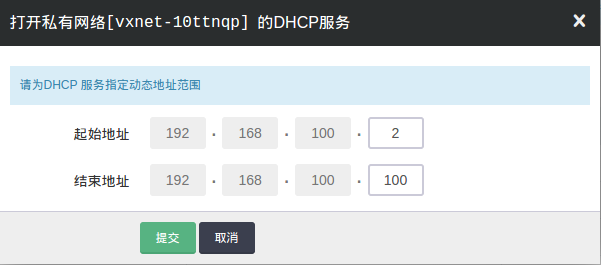 打开私有网络[vxnet-10ttnqp] 的DHCP服务 ×
请为DHCP 服务指定动态地址范围
起始地址 192 . 168 . 100 . 2
结束地址 192 . 168 . 100 . 100
提交 取消